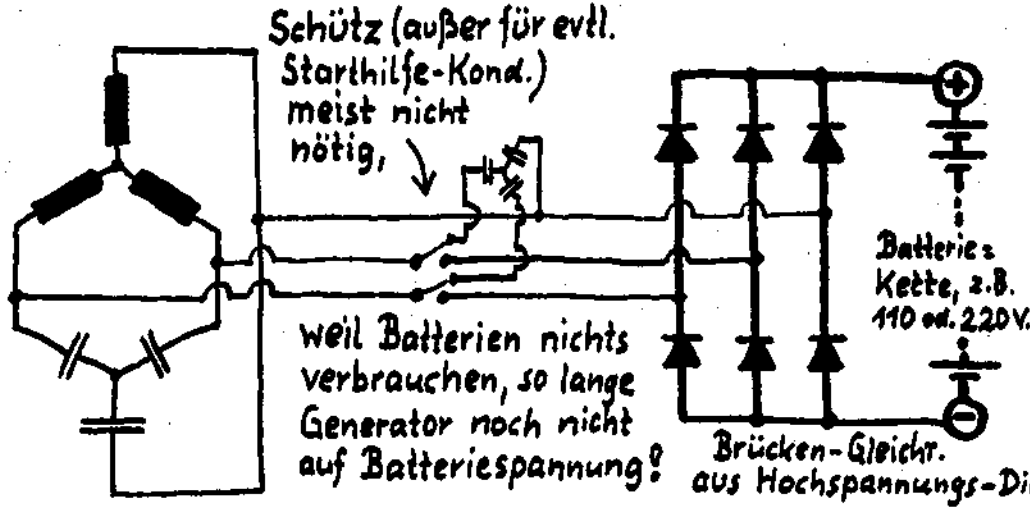 Schütz (außer für evtl.
Starthilfe-Kond.)
meist nicht
nötig,
weil Batterien nichts
verbrauchen, so lange
Generator noch nicht
auf Batteriespannung!
+
Batterie=
Kette, z.B.
110 od. 220 V.
−
Brücken-Gleichr.
aus Hochspannungs-Di